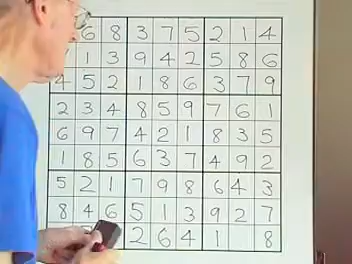 6 8 3 7 5 2 1 4
1 3 9 4 2 5 8 6
4 5 2 1 8 6 3 7 9
2 3 4 8 5 9 7 6 1
6 9 7 4 2 1 8 3 5
1 8 5 6 3 7 4 9 2
5 2 1 7 9 8 6 4 3
8 4 6 5 1 3 9 2 7
2 6 4 1 8